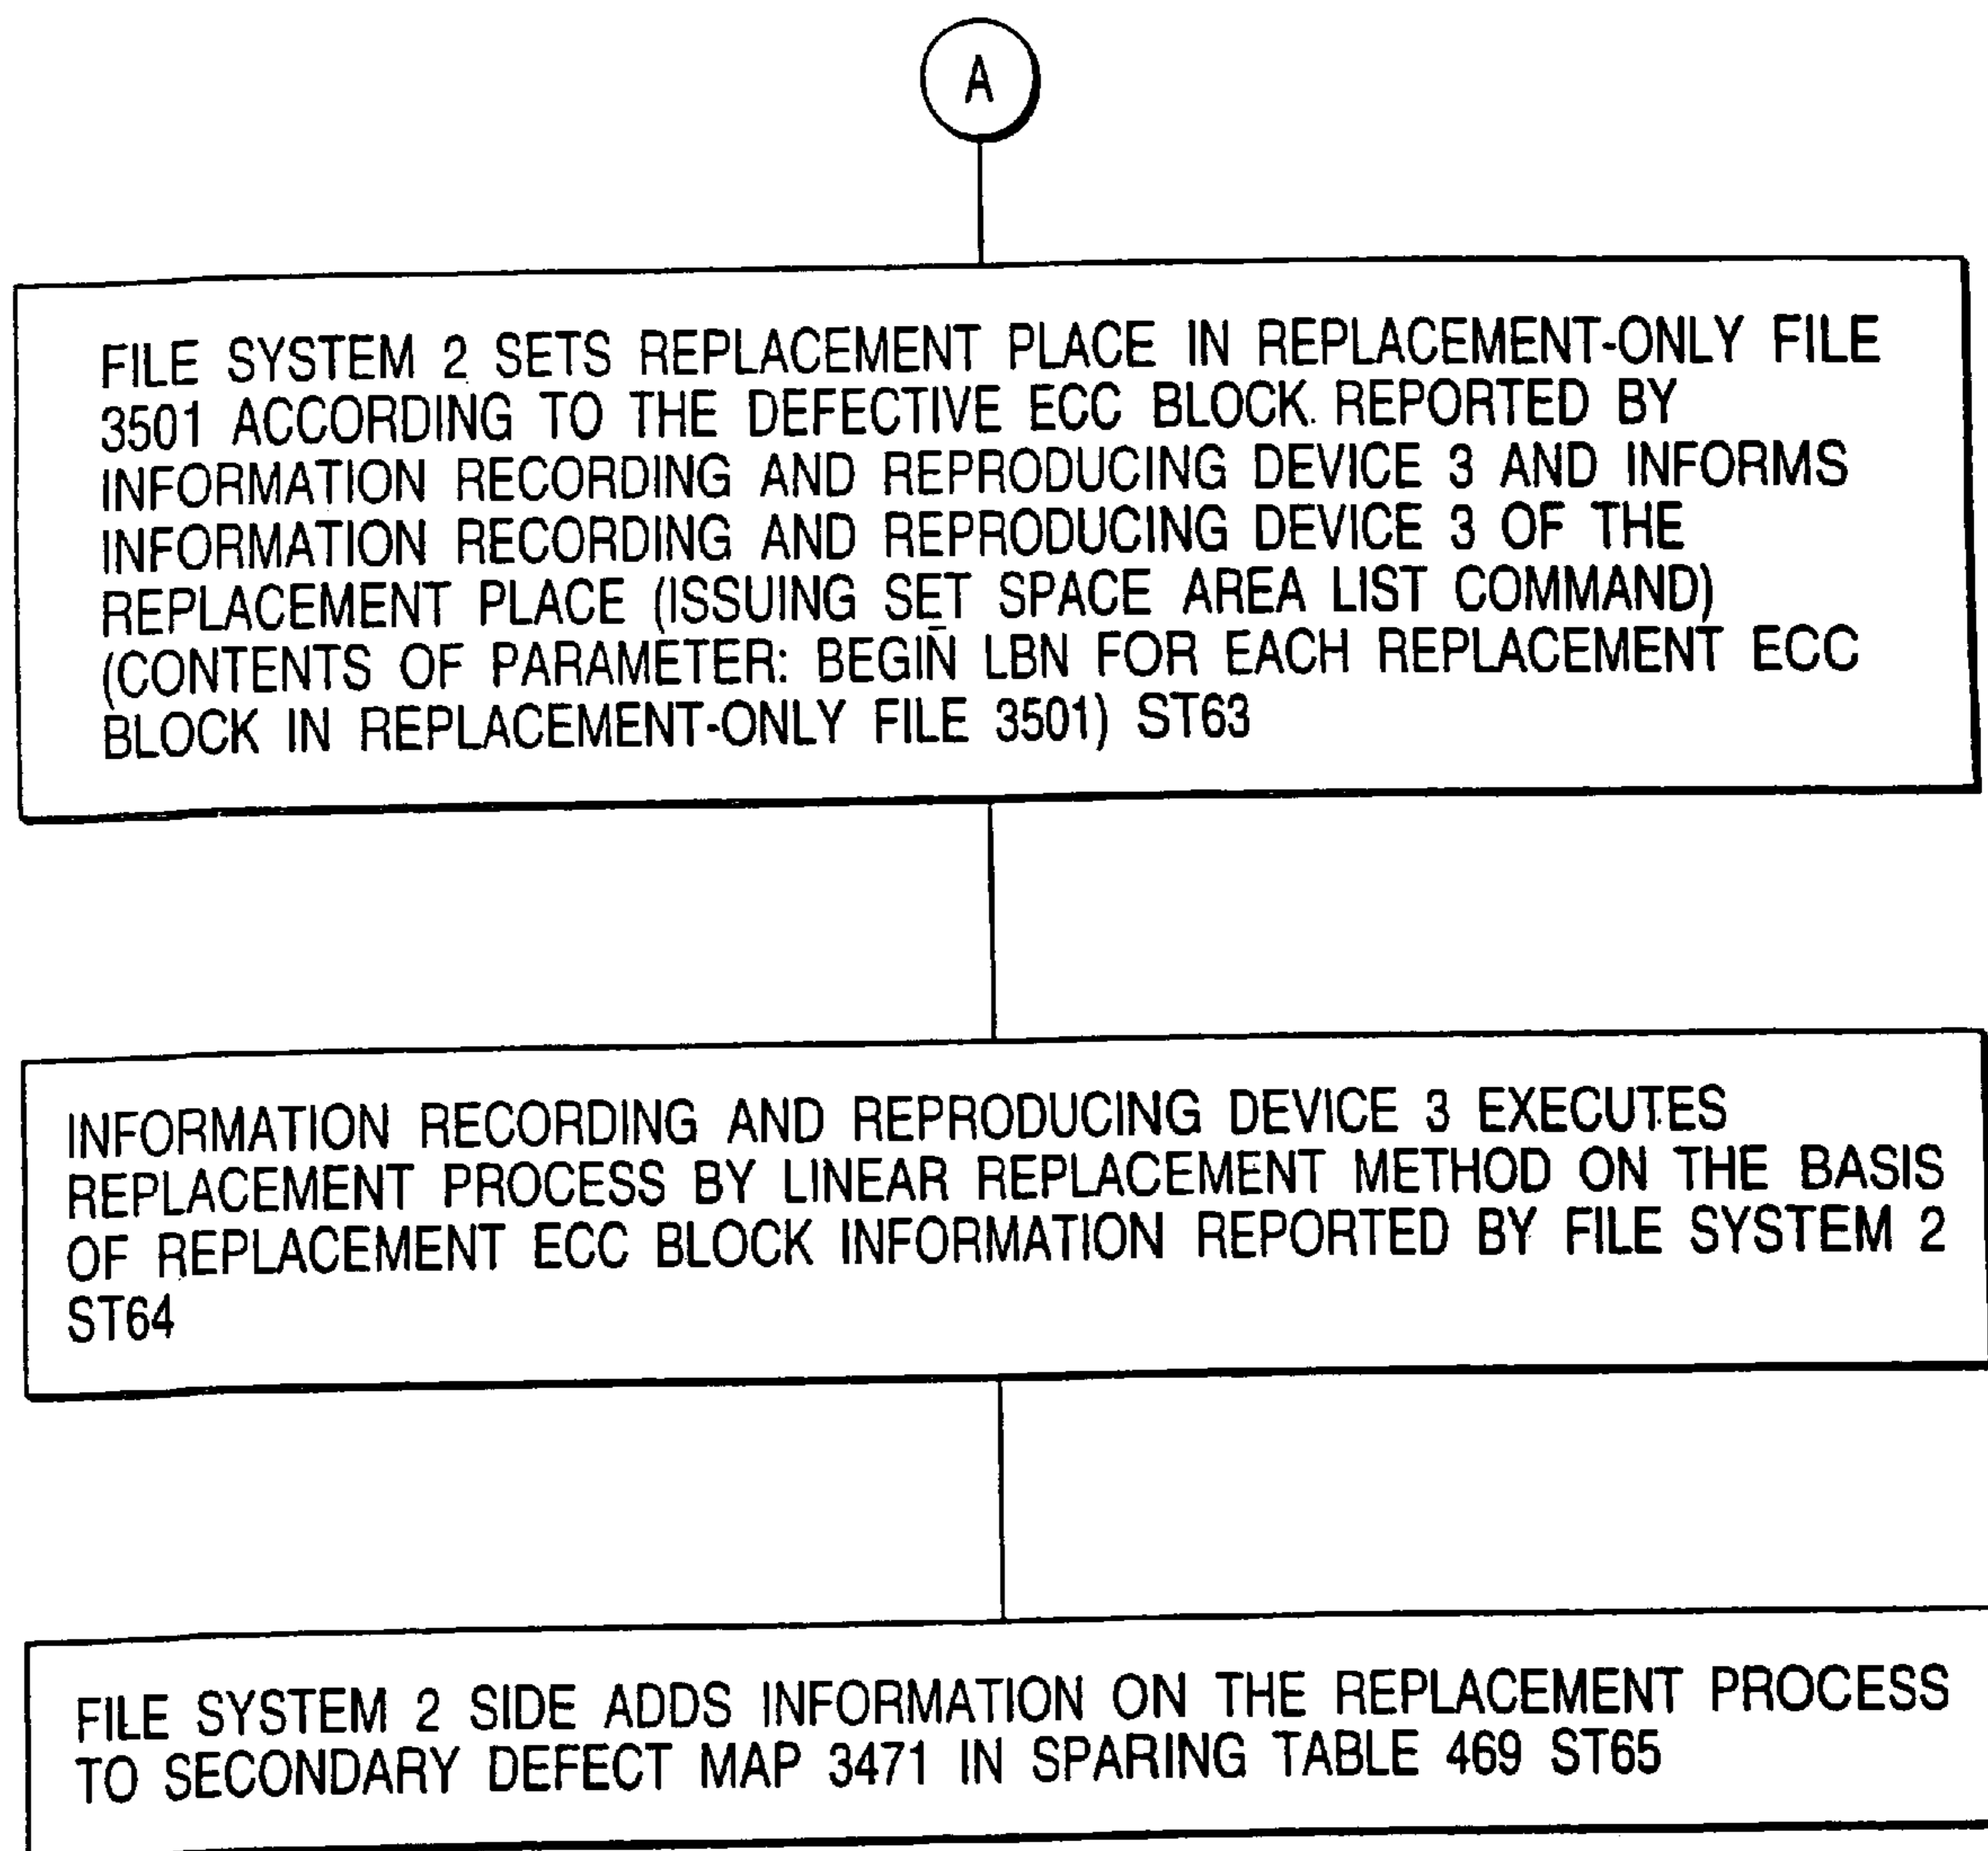 A
FILE SYSTEM 2 SETS REPLACEMENT PLACE IN REPLACEMENT-ONLY FILE
3501 ACCORDING TO THE DEFECTIVE ECC BLOCK REPORTED BY
INFORMATION RECORDING AND REPRODUCING DEVICE 3 AND INFORMS
INFORMATION RECORDING AND REPRODUCING DEVICE 3 OF THE
REPLACEMENT PLACE (ISSUING SET SPACE AREA LIST COMMAND)
(CONTENTS OF PARAMETER: BEGIN LBN FOR EACH REPLACEMENT ECC
BLOCK IN REPLACEMENT-ONLY FILE 3501) ST63
INFORMATION RECORDING AND REPRODUCING DEVICE 3 EXECUTES
REPLACEMENT PROCESS BY LINEAR REPLACEMENT METHOD ON THE BASIS
OF REPLACEMENT ECC BLOCK INFORMATION REPORTED BY FILE SYSTEM 2
ST64
FILE SYSTEM 2 SIDE ADDS INFORMATION ON THE REPLACEMENT PROCESS
TO SECONDARY DEFECT MAP 3471 IN SPARING TABLE 469 ST65